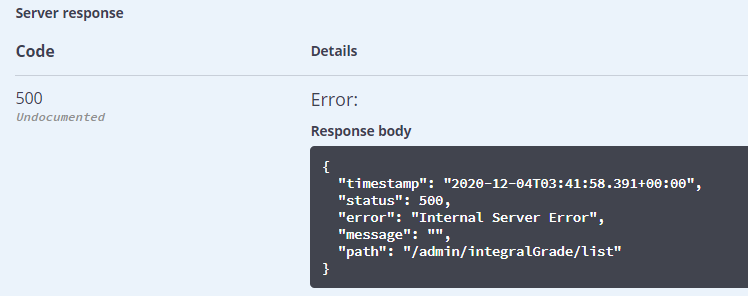 Server response
Code Details
500 Error:
Undocumented
Response body
{
"timestamp": "2020-12-04T03:41:58.391+00:00",
"status": 500,
"error": "Internal Server Error",
"message": "",
"path": "/admin/integralGrade/list"
}